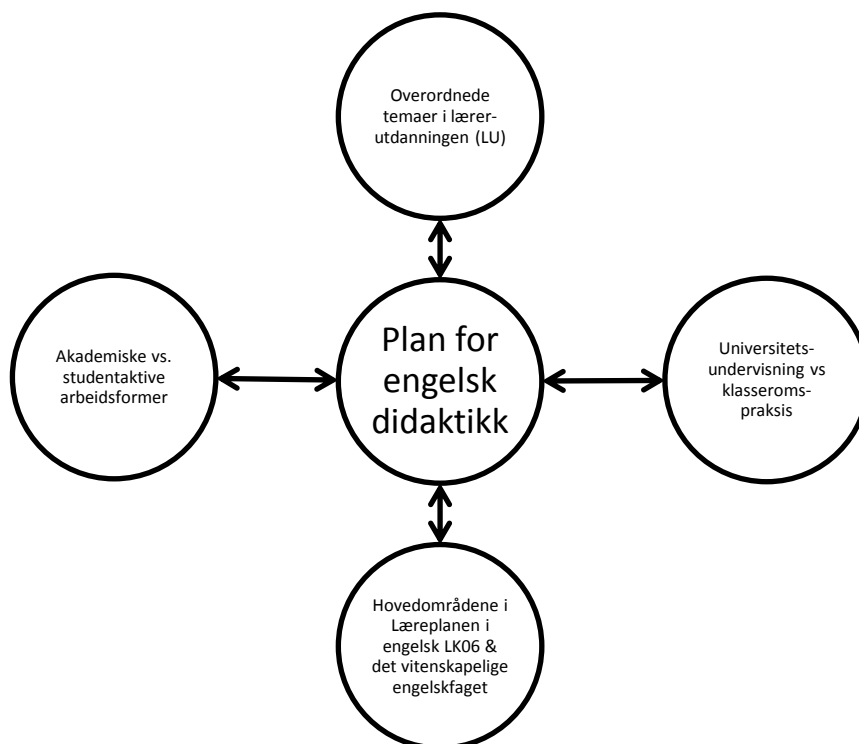 Overordnede
temaer i lærer-
utdanningen (LU)
Akademiske vs.
studentaktive
arbeidsformer
Plan for
engelsk
didaktikk
Universitets-
undervisning vs
klasseroms-
praksis
Hovedområdene i
Læreplanen i
engelsk LK06 &
det vitenskapelige
engelskfaget